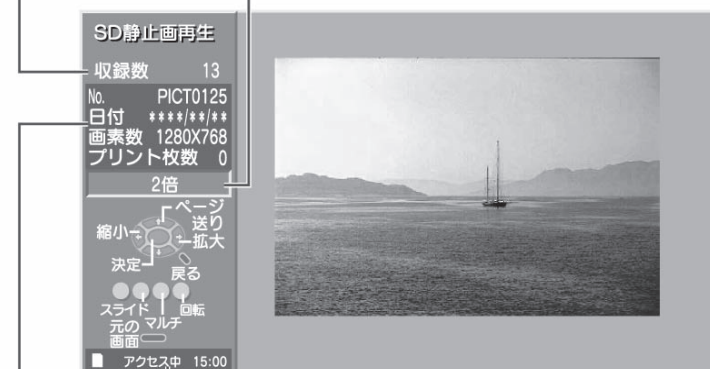 SD静止画再生
収録数 13
No. PICT0125
日付 ****/**/**
画素数 1280X768
プリント枚数 0
2倍
ページ
送り
縮小
拡大
決定
戻る
スライド
回転
マルチ
元の
画面
アクセス中 15:00